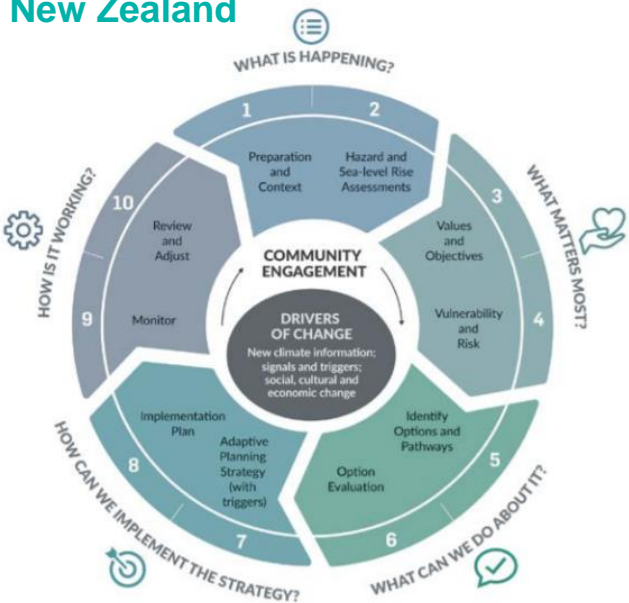 New Zealand
WHAT IS HAPPENING?
1
2
Preparation
and
Context
Hazard and
Sea-level Rise
Assessments
WHAT MATTERS MOST?
3
Values
and
Objectives
4
Vulnerability
and
Risk
WHAT CAN WE DO ABOUT IT?
5
Identify
Options and
Pathways
6
Option
Evaluation
HOW CAN WE IMPLEMENT THE STRATEGY?
7
Adaptive
Planning
Strategy
(with
triggers)
8
Implementation
Plan
HOW IS IT WORKING?
9
Monitor
10
Review
and
Adjust
COMMUNITY
ENGAGEMENT
DRIVERS
OF CHANGE
New climate information;
signals and triggers;
social, cultural and
economic change